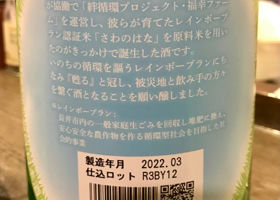 が協働で「絆循環プロジェクト・福幸ファー
ム」を運営し、彼らが育てたレインボープラ
ン認証米「さわのはな」を原料米を用い
たのがきっかけで誕生した酒です。
いのちの循環を謳うレインボープランに
ちなみ「甦る」と冠し、被災地と飲み手の方々
を繋ぐ酒となることを願い醸しました。
※レインボープラン:
長井市内の一般家庭生ごみを回収し堆肥に換え、
安心安全な農作物を作る循環型社会を目指した社
会的事業
製造年月 2022.03
仕込ロット R3BY12